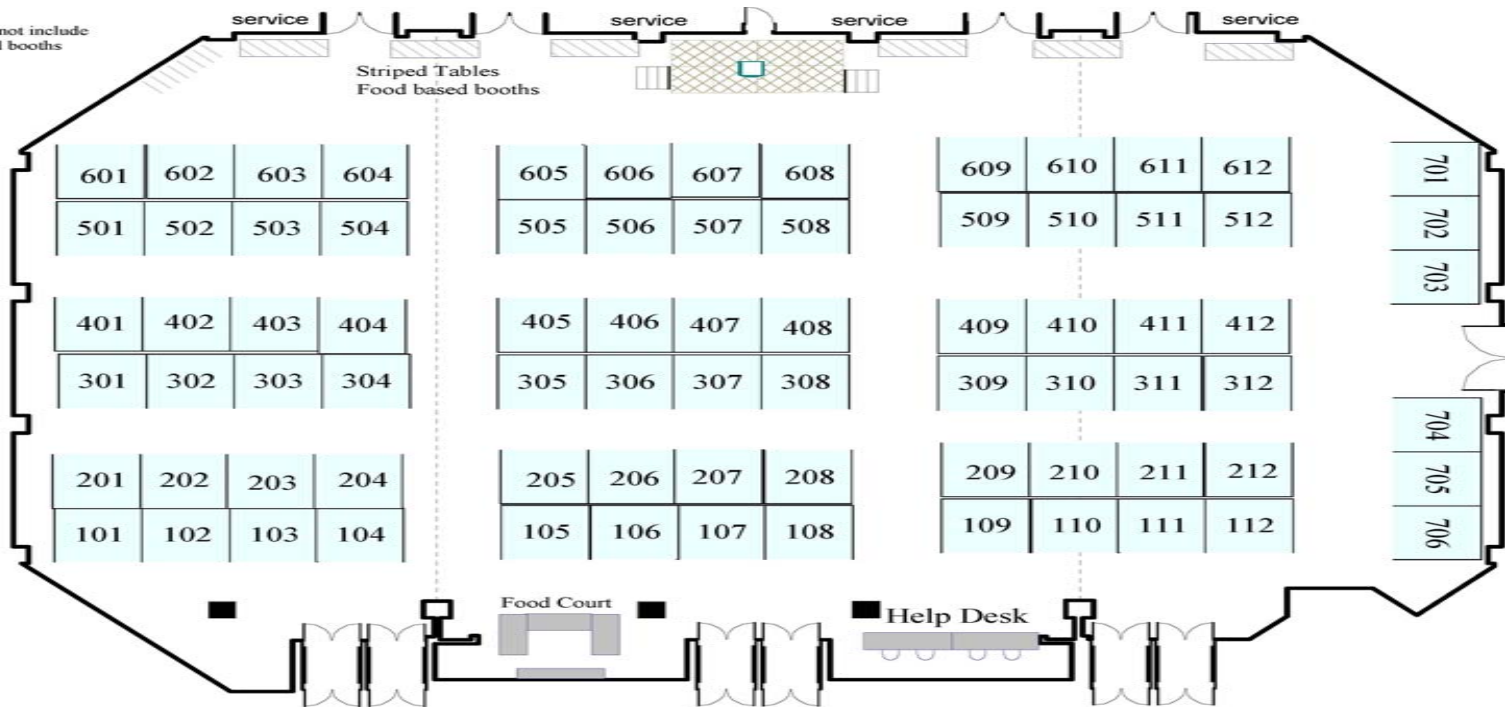 service service service service
not include
booths
Striped Tables
Food based booths
601 602 603 604 605 606 607 608 609 610 611 612
501 502 503 504 505 506 507 508 509 510 511 512
401 402 403 404 405 406 407 408 409 410 411 412
301 302 303 304 305 306 307 308 309 310 311 312
201 202 203 204 205 206 207 208 209 210 211 212
101 102 103 104 105 106 107 108 109 110 111 112
701
702
703
704
705
706
Food Court
Help Desk